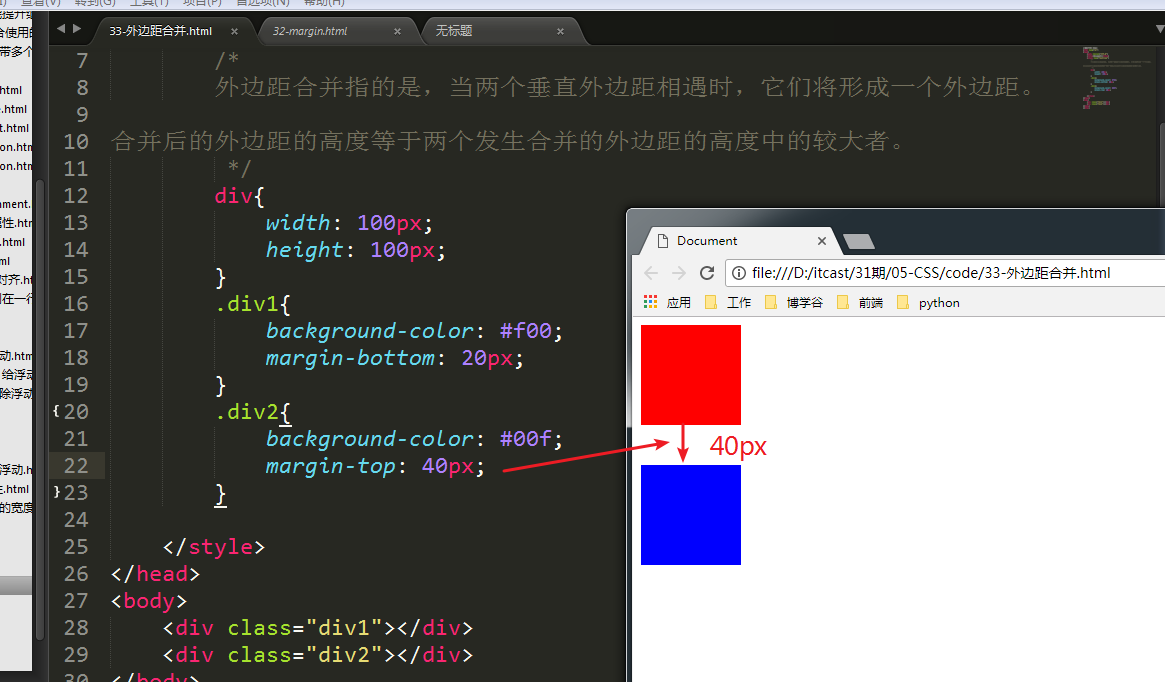 查看(V) 转到(G) 工具(T) 项目(P) 首选项(N) 帮助(H)
33-外边距合并.html × 32-margin.html × 无标题 ×
7 /*
8 外边距合并指的是，当两个垂直外边距相遇时，它们将形成一个外边距。
9
10 合并后的外边距的高度等于两个发生合并的外边距的高度中的较大者。
11 */
12 div{
13 width: 100px;
14 height: 100px;
15 }
16 .div1{
17 background-color: #f00;
18 margin-bottom: 20px;
19 }
20 .div2{
21 background-color: #00f;
22 margin-top: 40px;
23 }
24
25 </style>
26 </head>
27 <body>
28 <div class="div1"></div>
29 <div class="div2"></div>
30 </body>
Document ×
file:///D:/itcast/31期/05-CSS/code/33-外边距合并.html
应用 工作 博学谷 前端 python
40px